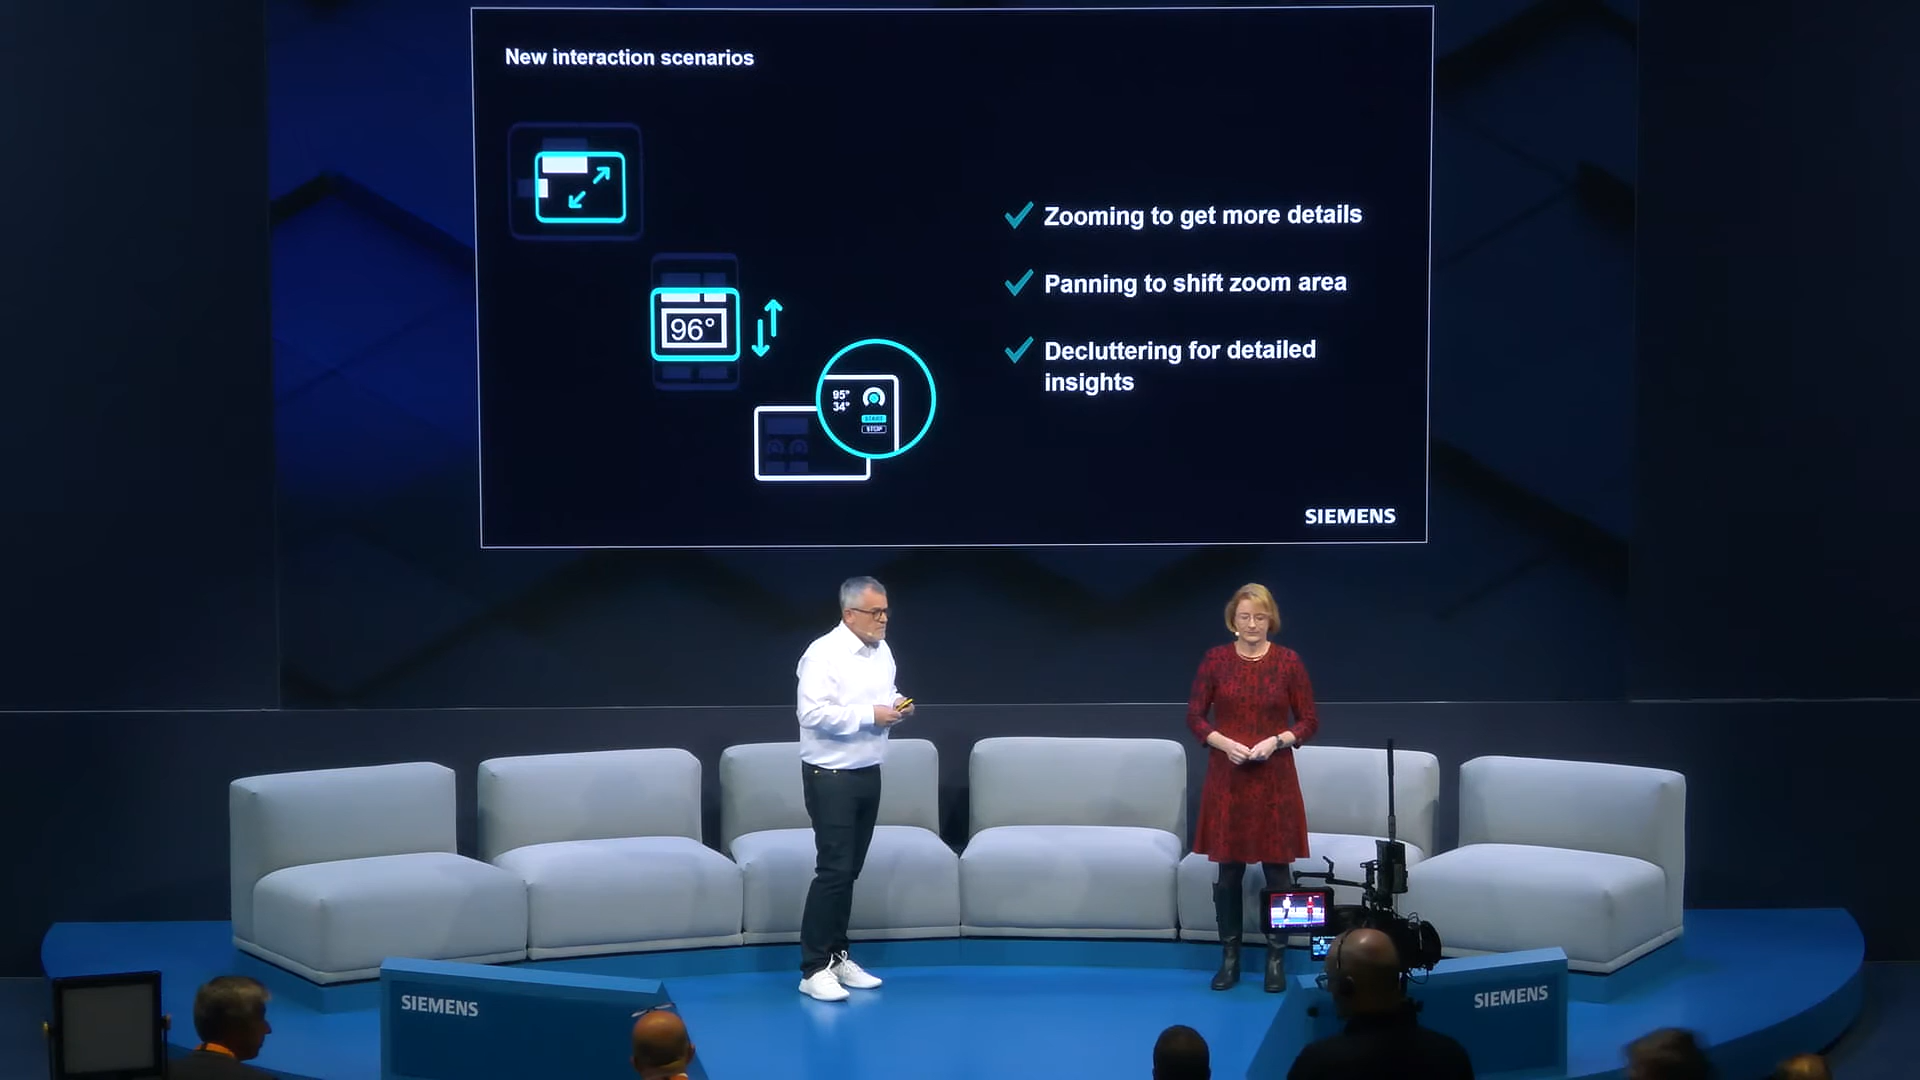 New interaction scenarios
Zooming to get more details
Panning to shift zoom area
96°
Decluttering for detailed
insights
95°
34°
START
STOP
SIEMENS
SIEMENS
SIEMENS